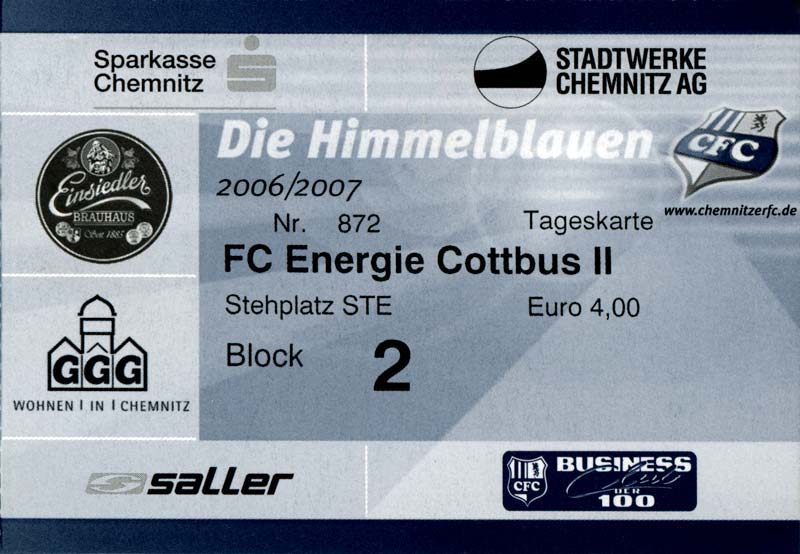 Sparkasse
Chemnitz
STADTWERKE
CHEMNITZ AG
Die Himmelblauen
CFC
2006/2007
www.chemnitzerfc.de
Einsiedler
BRAUHAUS
Seit 1885
Nr. 872
Tageskarte
FC Energie Cottbus II
Stehplatz STE
Euro 4,00
Block 2
GGG
WOHNEN | IN | CHEMNITZ
saller
CFC
BUSINESS
Club
DER
100